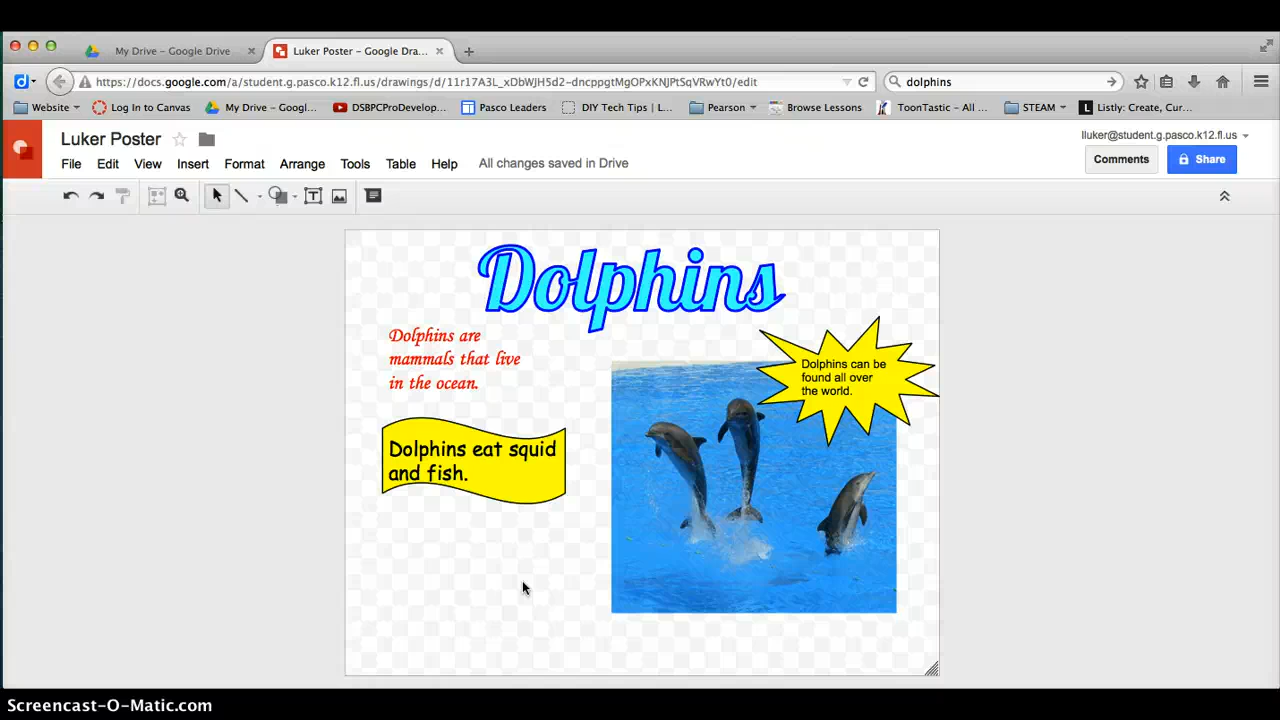 My Drive – Google Drive
Luker Poster – Google Dra...
https://docs.google.com/a/student.g.pasco.k12.fl.us/drawings/d/11r17A3L_xDbWJH5d2-dncppgtMgOPxKNJPtSqVRwYt0/edit
dolphins
Website
Log In to Canvas
My Drive – Googl...
DSBPCProDevelop...
Pasco Leaders
DIY Tech Tips | L...
Pearson
Browse Lessons
ToonTastic – All ...
STEAM
Listly: Create, Cur...
Luker Poster
lluker@student.g.pasco.k12.fl.us
File Edit View Insert Format Arrange Tools Table Help All changes saved in Drive
Comments
Share
Dolphins
Dolphins are
mammals that live
in the ocean.
Dolphins can be
found all over
the world.
Dolphins eat squid
and fish.
Screencast-O-Matic.com